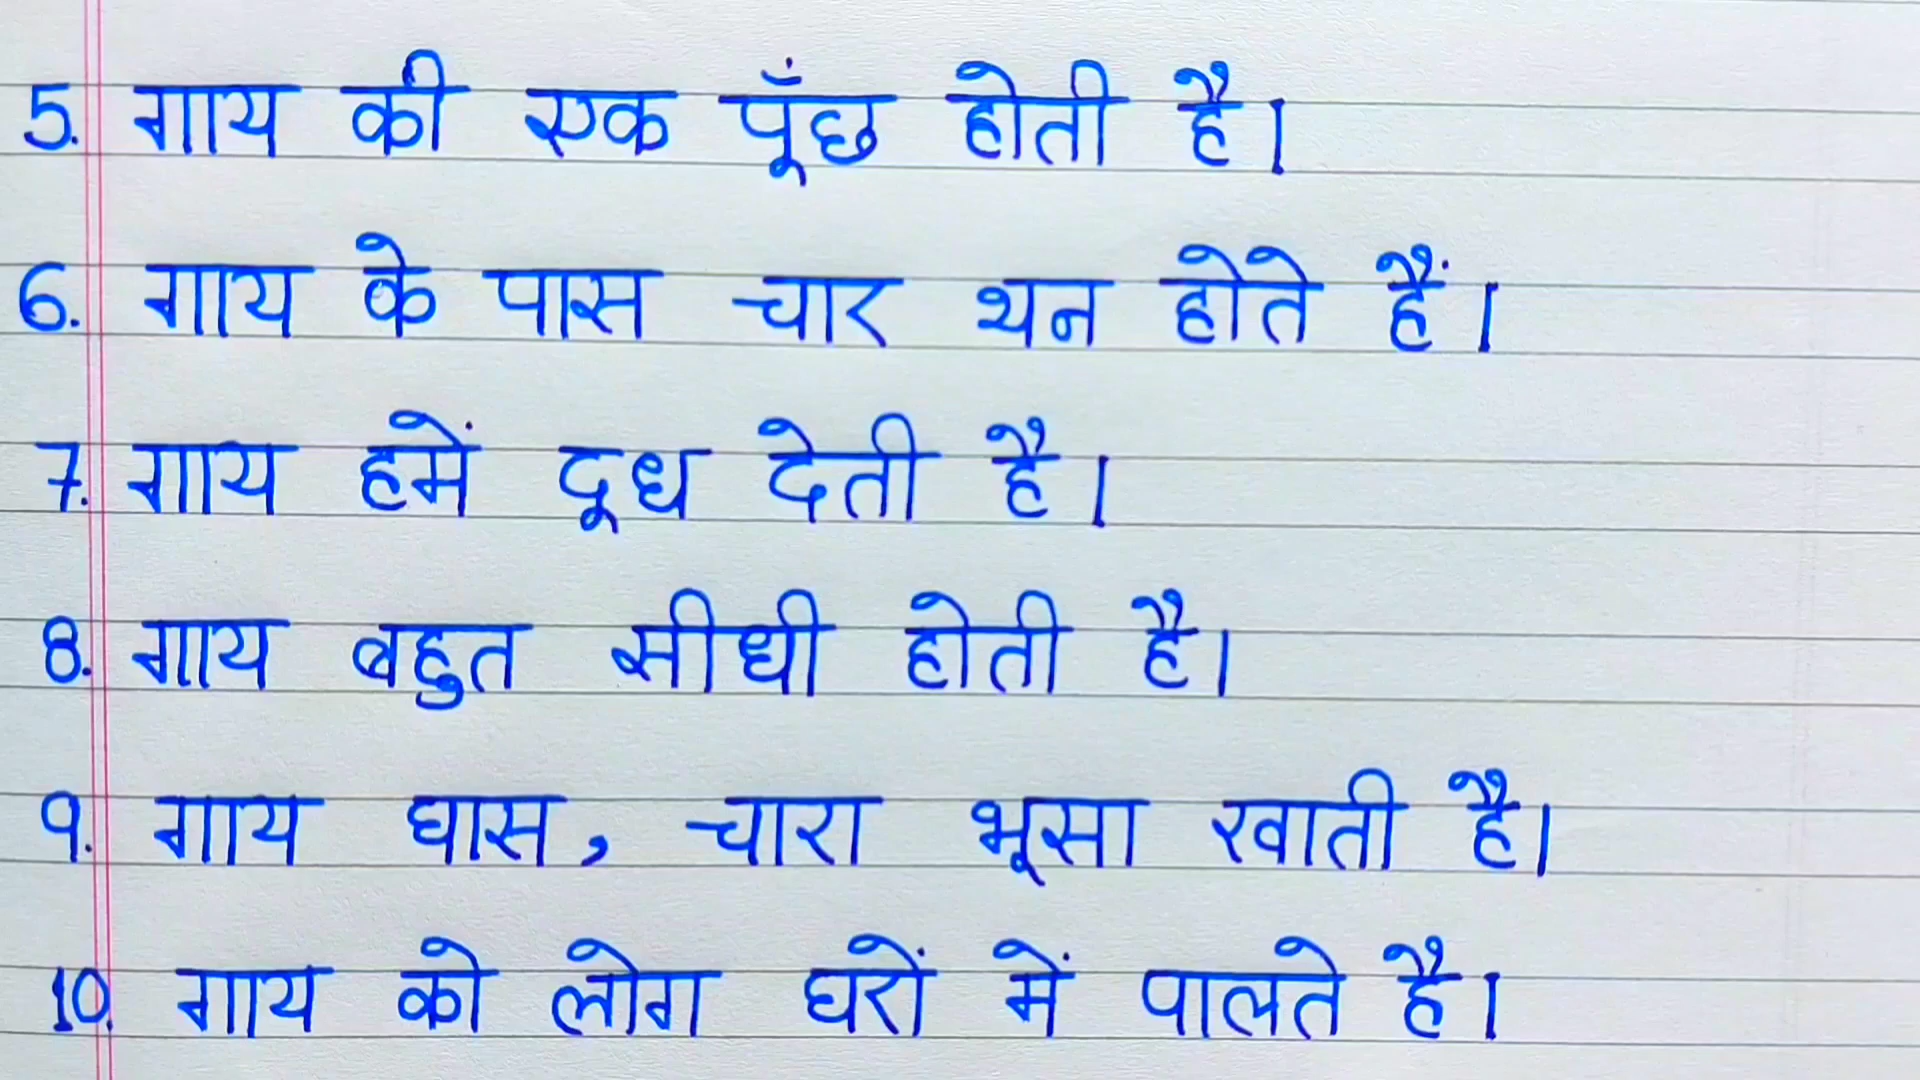 5. गाय की एक पूँछ होती है।
6. गाय के पास चार थन होते हैं।
7. गाय हमें दूध देती है।
8. गाय बहुत सीधी होती है।
9. गाय घास, चारा भूसा खाती है।
10. गाय को लोग घरों में पालते है।